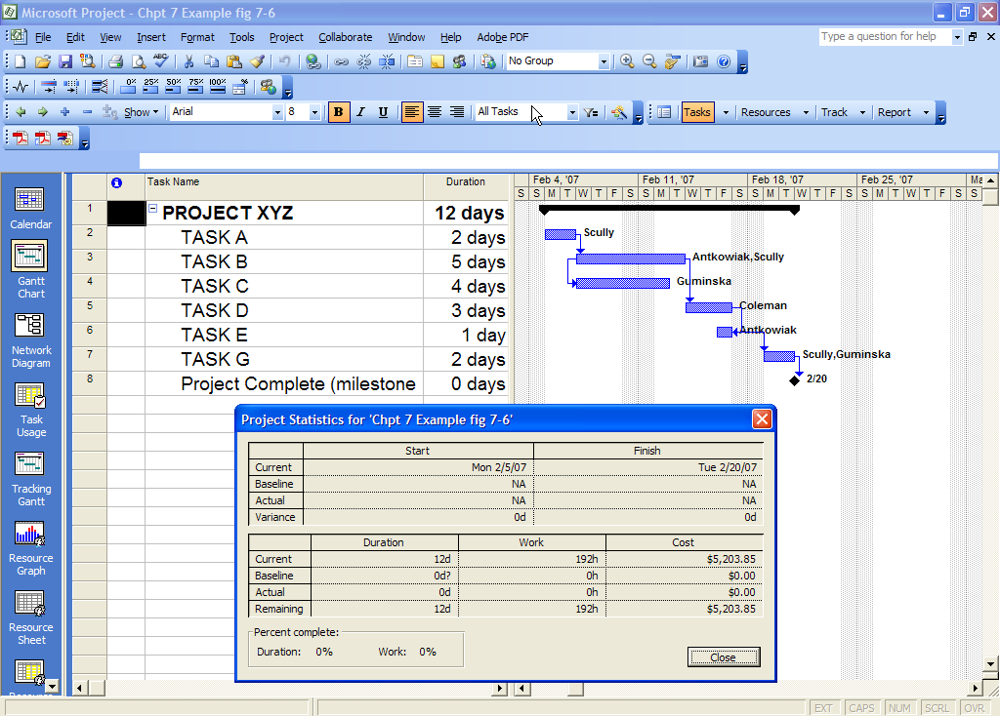 Microsoft Project - Chpt 7 Example fig 7-6
File Edit View Insert Format Tools Project Collaborate Window Help Adobe PDF Type a question for help
No Group
0% 25% 50% 75% 100%
Show Arial 8 B I U All Tasks Tasks Resources Track Report
Task Name Duration Feb 4, '07 Feb 11, '07 Feb 18, '07 Feb 25, '07 Ma
S S M T W T F S S M T W T F S S M T W T F S S M T W T F S S
1 PROJECT XYZ 12 days
2 TASK A 2 days Scully
3 TASK B 5 days Antkowiak,Scully
4 TASK C 4 days Guminska
5 TASK D 3 days Coleman
6 TASK E 1 day Antkowiak
7 TASK G 2 days Scully,Guminska
8 Project Complete (milestone 0 days 2/20
Calendar
Gantt
Chart
Network
Diagram
Task
Usage
Tracking
Gantt
Resource
Graph
Resource
Sheet
Project Statistics for 'Chpt 7 Example fig 7-6'
Start Finish
Current Mon 2/5/07 Tue 2/20/07
Baseline NA NA
Actual NA NA
Variance 0d 0d
Duration Work Cost
Current 12d 192h $5,203.85
Baseline 0d? 0h $0.00
Actual 0d 0h $0.00
Remaining 12d 192h $5,203.85
Percent complete:
Duration: 0% Work: 0%
Close
EXT CAPS NUM SCRL OVR